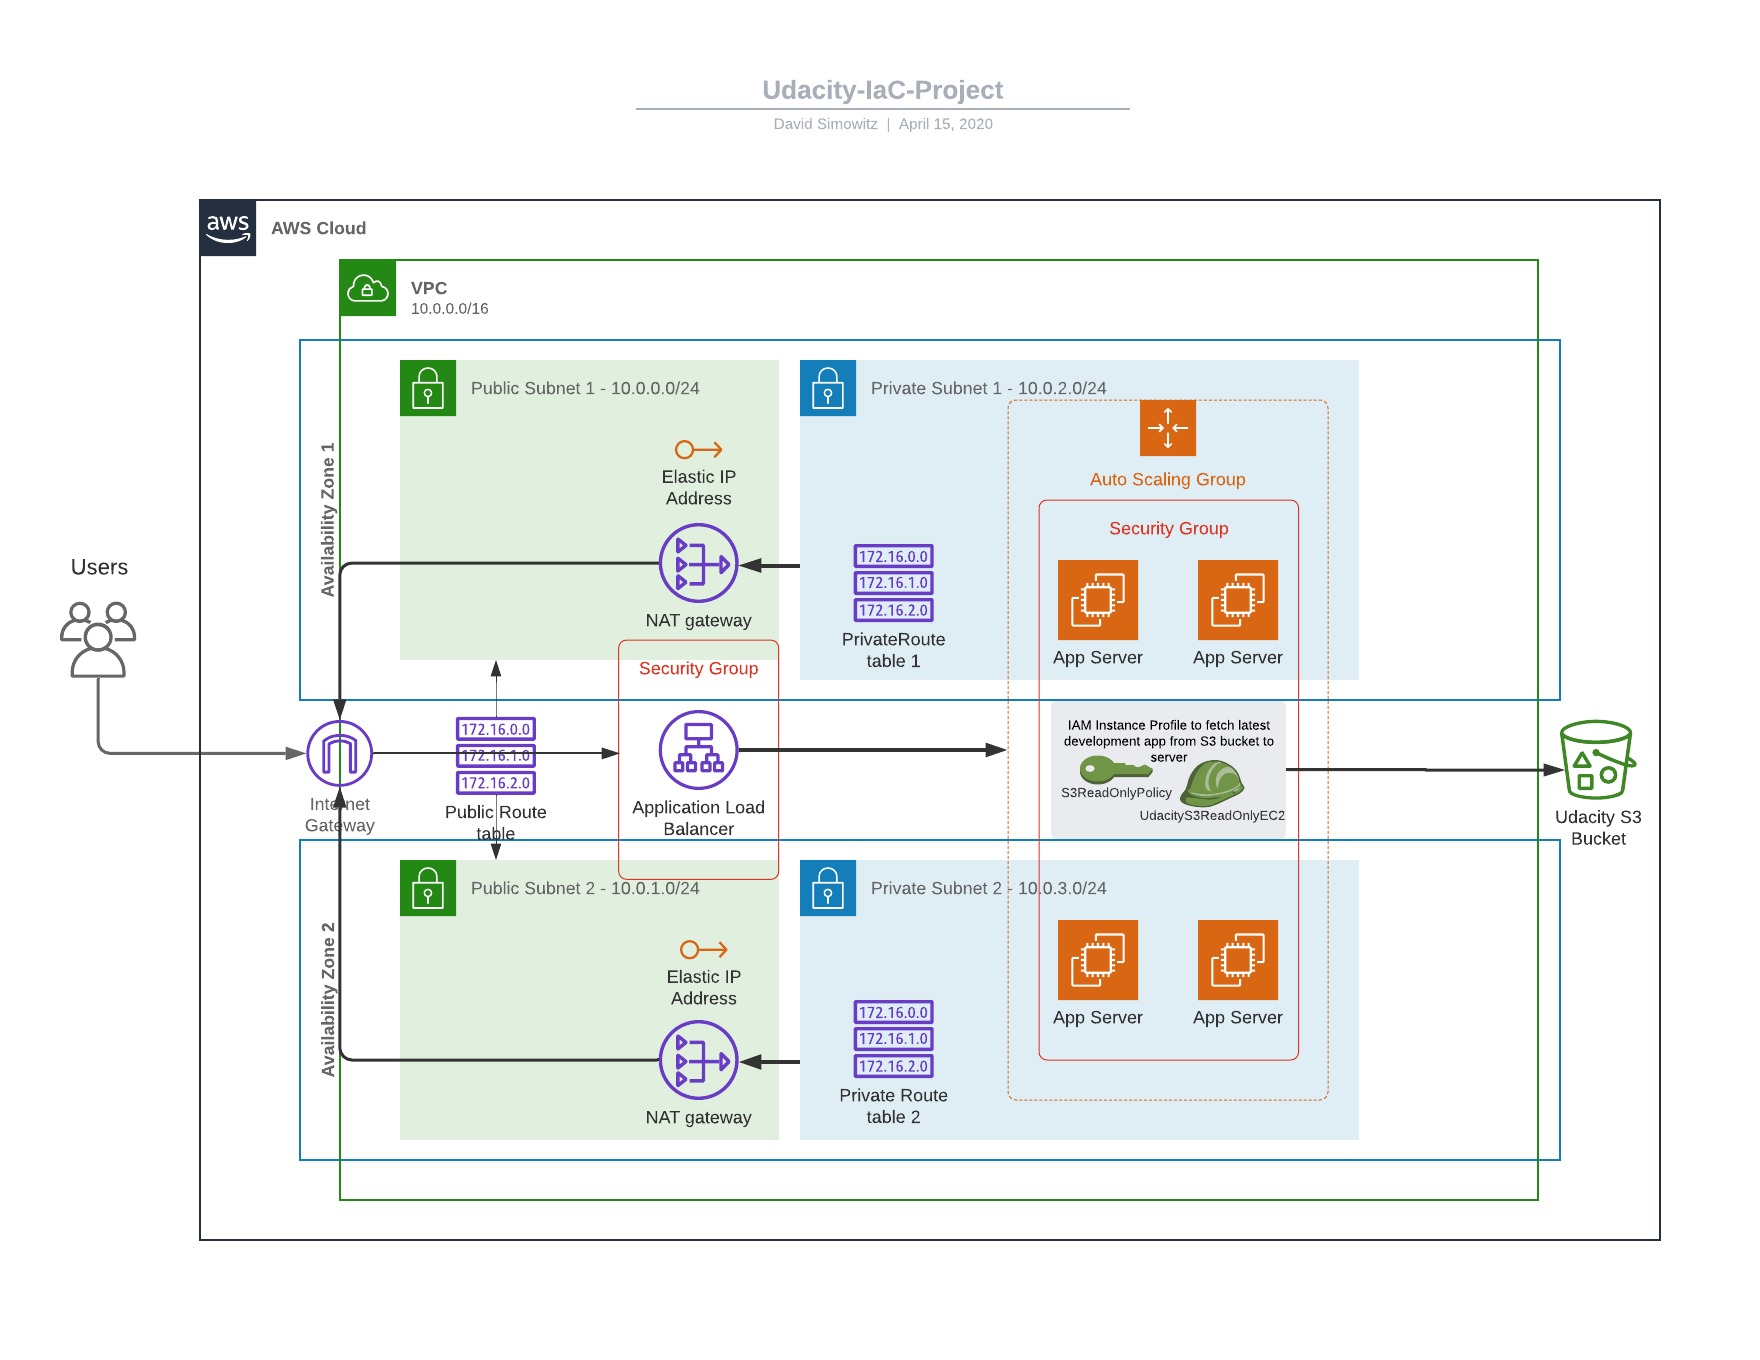 Udacity-IaC-Project
David Simowitz | April 15, 2020
aws
AWS Cloud
VPC
10.0.0.0/16
Availability Zone 1
Public Subnet 1 - 10.0.0.0/24
Elastic IP
Address
NAT gateway
Private Subnet 1 - 10.0.2.0/24
Auto Scaling Group
Security Group
172.16.0.0
172.16.1.0
172.16.2.0
PrivateRoute
table 1
App Server
App Server
Users
Internet
Gateway
172.16.0.0
172.16.1.0
172.16.2.0
Public Route
table
Security Group
Application Load
Balancer
IAM Instance Profile to fetch latest
development app from S3 bucket to
server
S3ReadOnlyPolicy
UdacityS3ReadOnlyEC2
Udacity S3
Bucket
Availability Zone 2
Public Subnet 2 - 10.0.1.0/24
Elastic IP
Address
NAT gateway
Private Subnet 2 - 10.0.3.0/24
172.16.0.0
172.16.1.0
172.16.2.0
Private Route
table 2
App Server
App Server